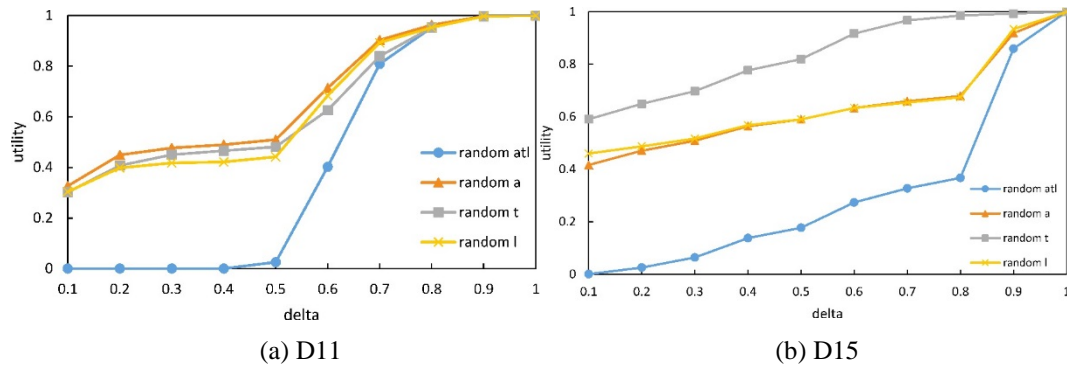 1
0.8
0.6
0.4
0.2
0
utility
0.1 0.2 0.3 0.4 0.5 0.6 0.7 0.8 0.9 1
delta
random atl
random a
random t
random l
(a) D11
1
0.8
0.6
0.4
0.2
0
utility
0.1 0.2 0.3 0.4 0.5 0.6 0.7 0.8 0.9 1
delta
random atl
random a
random t
random l
(b) D15